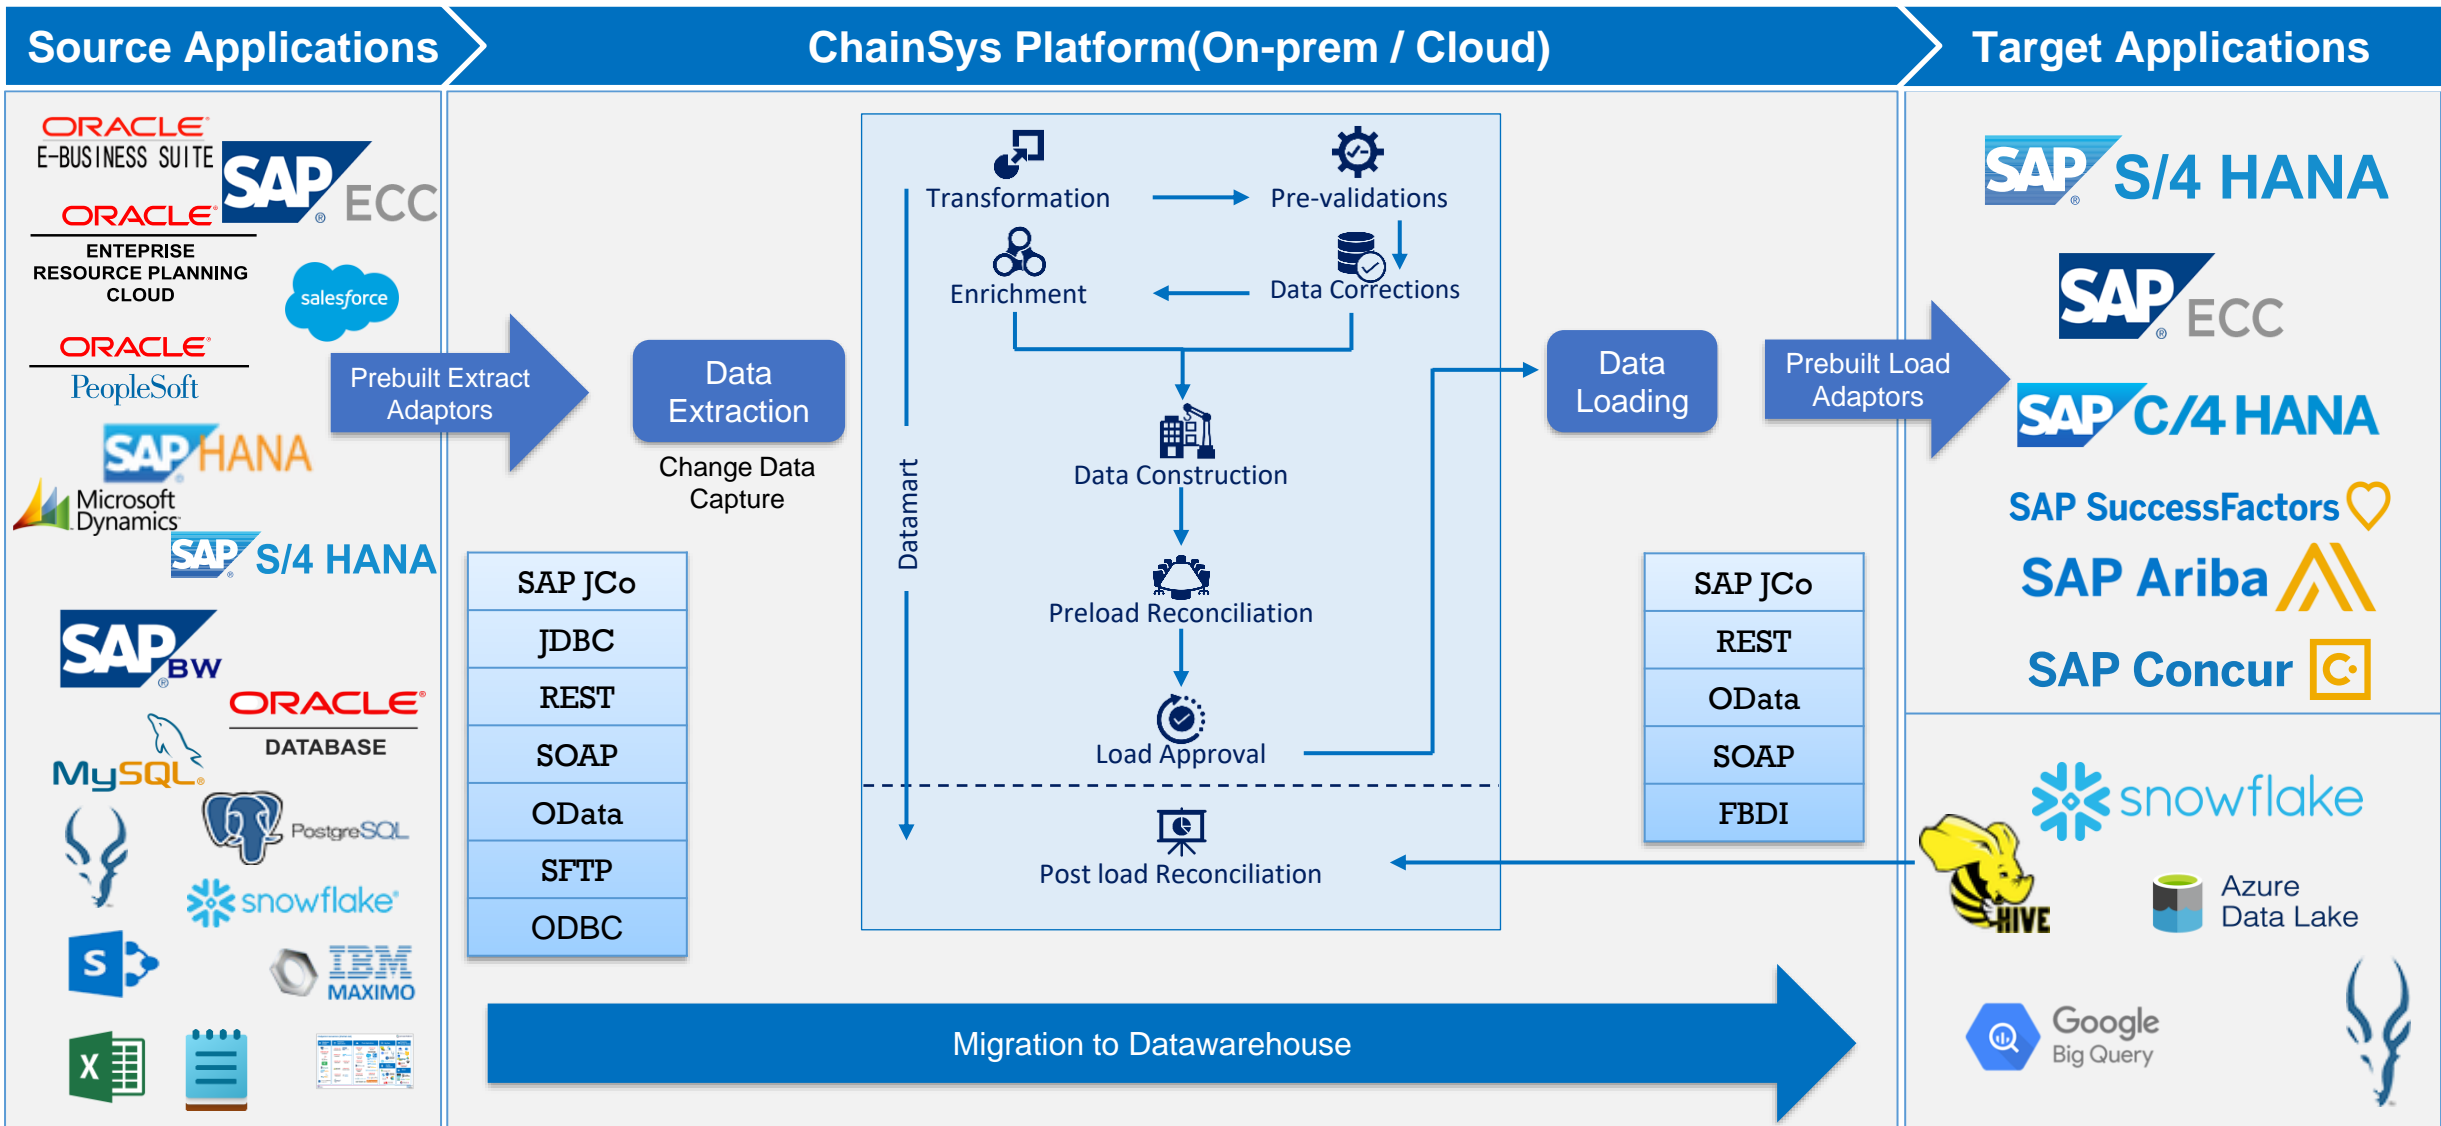 Source Applications
ChainSys Platform(On-prem / Cloud)
Target Applications
ORACLE®
E-BUSINESS SUITE
SAP® ECC
ORACLE®
ENTEPRISE
RESOURCE PLANNING
CLOUD
salesforce
ORACLE®
PeopleSoft
SAP® HANA
Microsoft
Dynamics
SAP® S/4 HANA
SAP® BW
ORACLE®
DATABASE
MySQL®
PostgreSQL
snowflake®
S
IBM
MAXIMO
X
Prebuilt Extract
Adaptors
Data
Extraction
Change Data
Capture
SAP JCo
JDBC
REST
SOAP
OData
SFTP
ODBC
Datamart
Transformation
Pre-validations
Enrichment
Data Corrections
Data Construction
Preload Reconciliation
Load Approval
Post load Reconciliation
Data
Loading
Prebuilt Load
Adaptors
SAP JCo
REST
OData
SOAP
FBDI
Migration to Datawarehouse
SAP® S/4 HANA
SAP® ECC
SAP C/4 HANA
SAP SuccessFactors
SAP Ariba
SAP Concur C
snowflake
HIVE
Azure
Data Lake
Google
Big Query